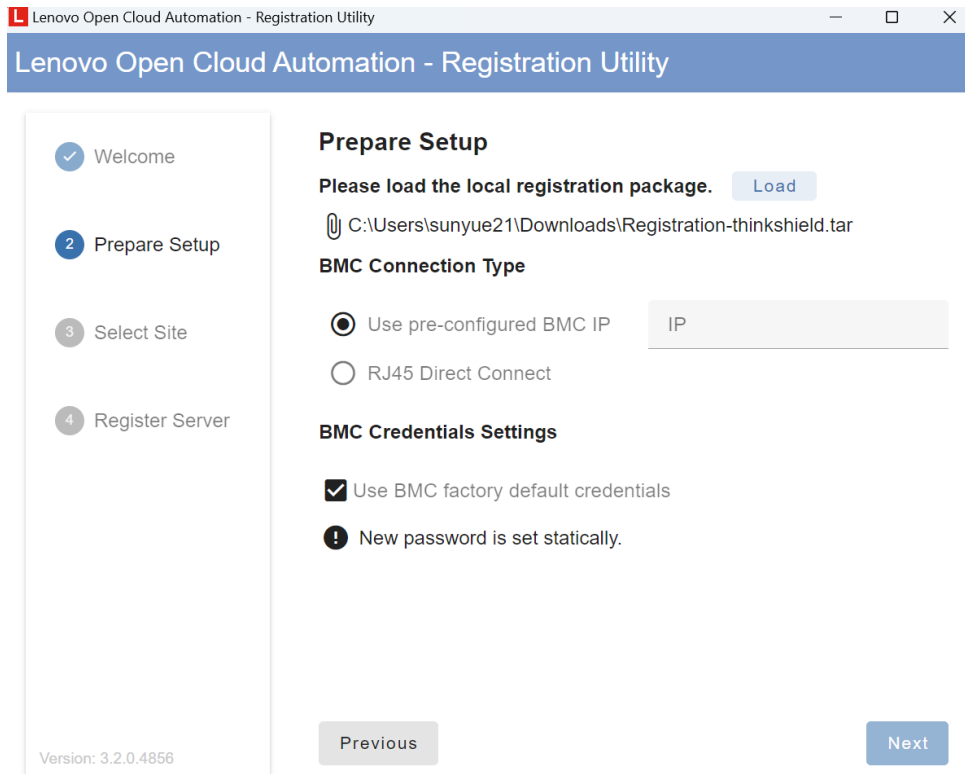 L Lenovo Open Cloud Automation - Registration Utility
Lenovo Open Cloud Automation - Registration Utility
Welcome
2 Prepare Setup
3 Select Site
4 Register Server
Version: 3.2.0.4856
Prepare Setup
Please load the local registration package. Load
C:\Users\sunyue21\Downloads\Registration-thinkshield.tar
BMC Connection Type
Use pre-configured BMC IP IP
RJ45 Direct Connect
BMC Credentials Settings
Use BMC factory default credentials
! New password is set statically.
Previous Next